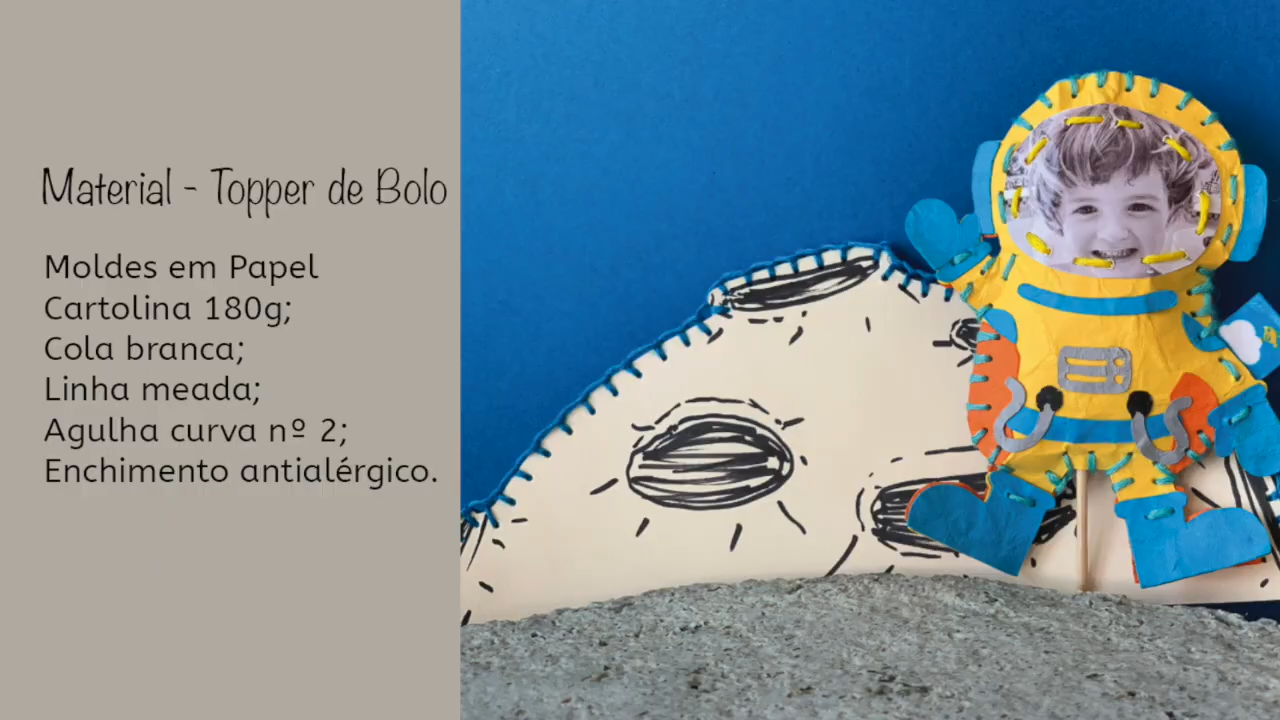 Material - Topper de Bolo
Moldes em Papel
Cartolina 180g;
Cola branca;
Linha meada;
Agulha curva nº 2;
Enchimento antialérgico.